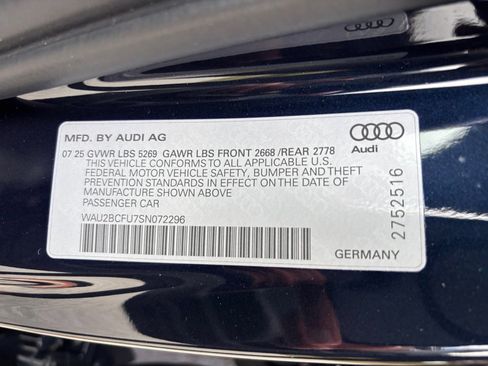 MFD. BY AUDI AG
Audi
07 25 GVWR LBS 5269 GAWR LBS FRONT 2668 /REAR 2778
THIS VEHICLE CONFORMS TO ALL APPLICABLE U.S.
FEDERAL MOTOR VEHICLE SAFETY, BUMPER AND THEFT
PREVENTION STANDARDS IN EFFECT ON THE DATE OF
MANUFACTURE SHOWN ABOVE
PASSENGER CAR
WAU2BCFU7SN072296
2752516
GERMANY